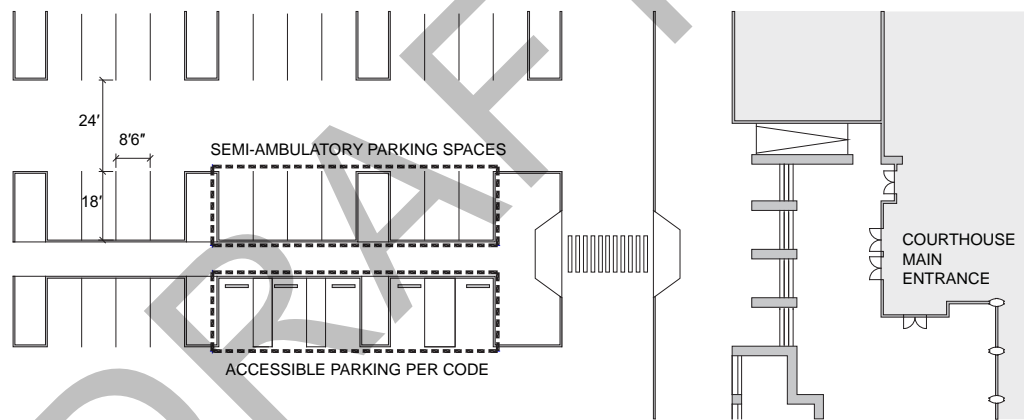 DRAFT
24'
8'6"
SEMI-AMBULATORY PARKING SPACES
18'
COURTHOUSE
MAIN
ENTRANCE
ACCESSIBLE PARKING PER CODE